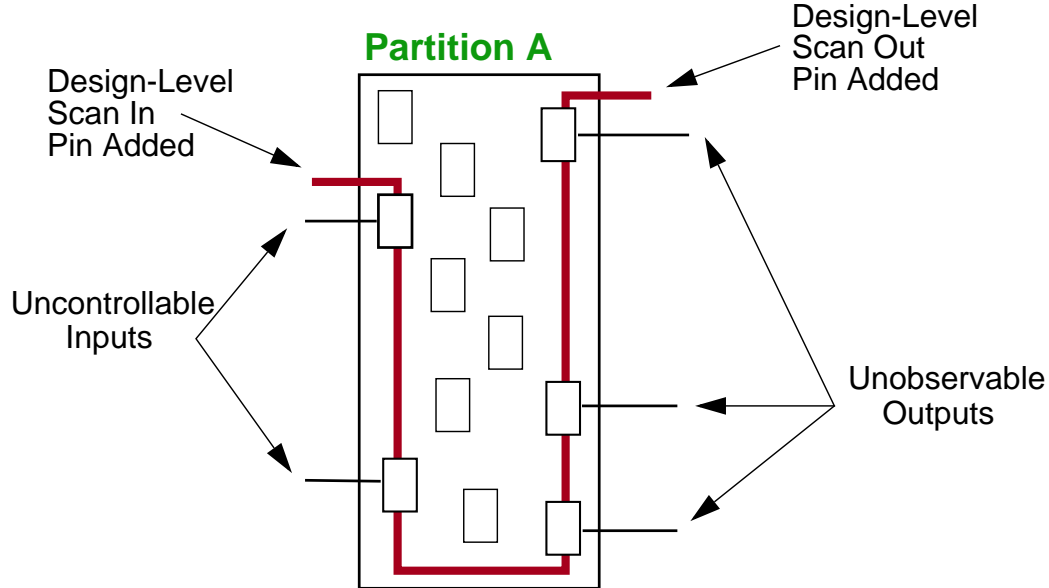 Partition A
Design-Level
Scan In
Pin Added
Design-Level
Scan Out
Pin Added
Uncontrollable
Inputs
Unobservable
Outputs